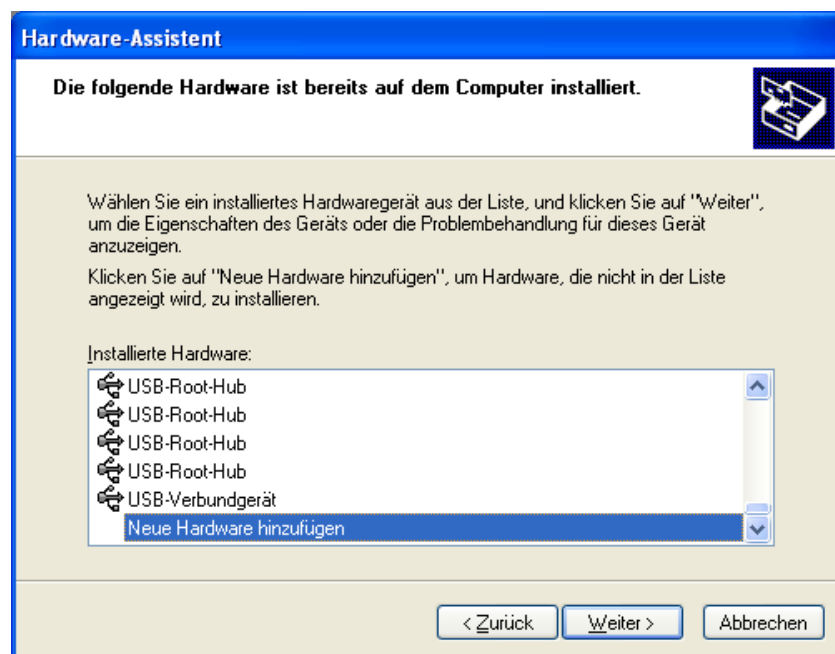 Hardware-Assistent
Die folgende Hardware ist bereits auf dem Computer installiert.
Wählen Sie ein installiertes Hardwaregerät aus der Liste, und klicken Sie auf "Weiter",
um die Eigenschaften des Geräts oder die Problembehandlung für dieses Gerät
anzuzeigen.
Klicken Sie auf "Neue Hardware hinzufügen", um Hardware, die nicht in der Liste
angezeigt wird, zu installieren.
Installierte Hardware:
USB-Root-Hub
USB-Root-Hub
USB-Root-Hub
USB-Root-Hub
USB-Verbundgerät
Neue Hardware hinzufügen
< Zurück Weiter > Abbrechen